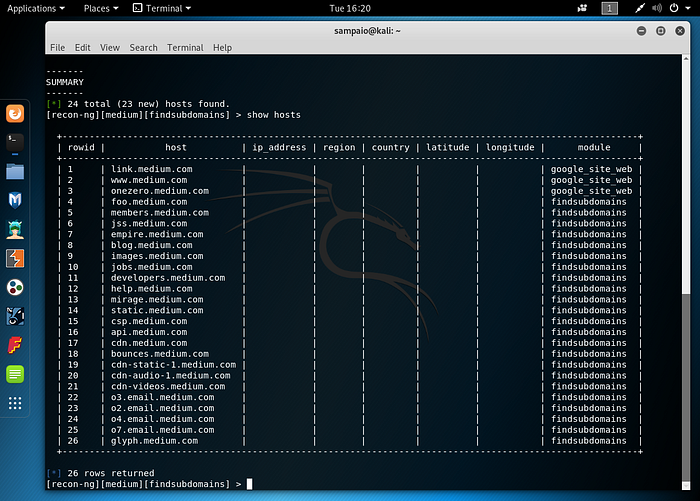 Applications Places Terminal Tue 16:20 1
sampaio@kali: ~
File Edit View Search Terminal Help
-------
SUMMARY
-------
[*] 24 total (23 new) hosts found.
[recon-ng][medium][findsubdomains] > show hosts
+---------------------------------------------------------------------------------------------------------+
| rowid | host | ip_address | region | country | latitude | longitude | module |
+---------------------------------------------------------------------------------------------------------+
| 1 | link.medium.com | | | | | | google_site_web |
| 2 | www.medium.com | | | | | | google_site_web |
| 3 | onezero.medium.com | | | | | | google_site_web |
| 4 | foo.medium.com | | | | | | findsubdomains |
| 5 | members.medium.com | | | | | | findsubdomains |
| 6 | jss.medium.com | | | | | | findsubdomains |
| 7 | empire.medium.com | | | | | | findsubdomains |
| 8 | blog.medium.com | | | | | | findsubdomains |
| 9 | images.medium.com | | | | | | findsubdomains |
| 10 | jobs.medium.com | | | | | | findsubdomains |
| 11 | developers.medium.com | | | | | | findsubdomains |
| 12 | help.medium.com | | | | | | findsubdomains |
| 13 | mirage.medium.com | | | | | | findsubdomains |
| 14 | static.medium.com | | | | | | findsubdomains |
| 15 | csp.medium.com | | | | | | findsubdomains |
| 16 | api.medium.com | | | | | | findsubdomains |
| 17 | cdn.medium.com | | | | | | findsubdomains |
| 18 | bounces.medium.com | | | | | | findsubdomains |
| 19 | cdn-static-1.medium.com | | | | | | findsubdomains |
| 20 | cdn-audio-1.medium.com | | | | | | findsubdomains |
| 21 | cdn-videos.medium.com | | | | | | findsubdomains |
| 22 | o3.email.medium.com | | | | | | findsubdomains |
| 23 | o2.email.medium.com | | | | | | findsubdomains |
| 24 | o4.email.medium.com | | | | | | findsubdomains |
| 25 | o7.email.medium.com | | | | | | findsubdomains |
| 26 | glyph.medium.com | | | | | | findsubdomains |
+---------------------------------------------------------------------------------------------------------+
[*] 26 rows returned
[recon-ng][medium][findsubdomains] >